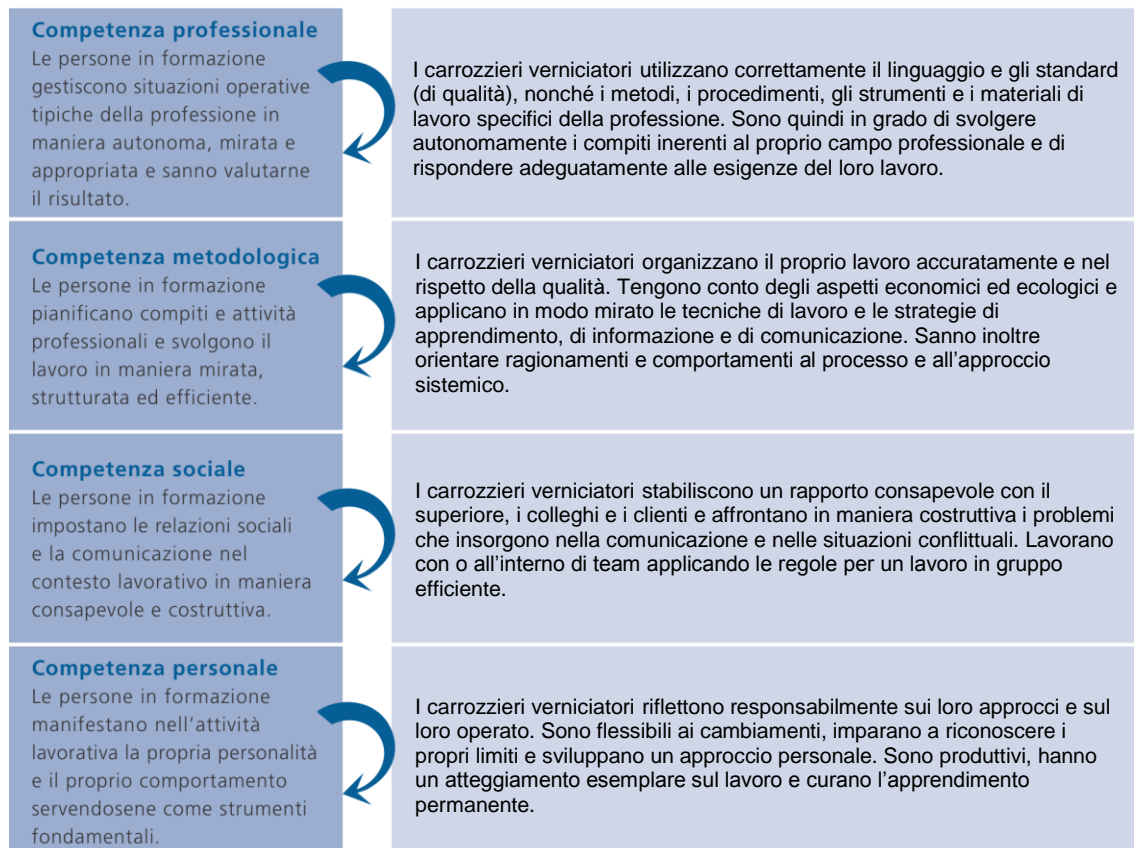 Competenza professionale
Le persone in formazione
gestiscono situazioni operative
tipiche della professione in
maniera autonoma, mirata e
appropriata e sanno valutarne
il risultato.
I carrozzieri verniciatori utilizzano correttamente il linguaggio e gli standard
(di qualità), nonché i metodi, i procedimenti, gli strumenti e i materiali di
lavoro specifici della professione. Sono quindi in grado di svolgere
autonomamente i compiti inerenti al proprio campo professionale e di
rispondere adeguatamente alle esigenze del loro lavoro.
Competenza metodologica
Le persone in formazione
pianificano compiti e attività
professionali e svolgono il
lavoro in maniera mirata,
strutturata ed efficiente.
I carrozzieri verniciatori organizzano il proprio lavoro accuratamente e nel
rispetto della qualità. Tengono conto degli aspetti economici ed ecologici e
applicano in modo mirato le tecniche di lavoro e le strategie di
apprendimento, di informazione e di comunicazione. Sanno inoltre
orientare ragionamenti e comportamenti al processo e all'approccio
sistemico.
Competenza sociale
Le persone in formazione
impostano le relazioni sociali
e la comunicazione nel
contesto lavorativo in maniera
consapevole e costruttiva.
I carrozzieri verniciatori stabiliscono un rapporto consapevole con il
superiore, i colleghi e i clienti e affrontano in maniera costruttiva i problemi
che insorgono nella comunicazione e nelle situazioni conflittuali. Lavorano
con o all'interno di team applicando le regole per un lavoro in gruppo
efficiente.
Competenza personale
Le persone in formazione
manifestano nell'attività
lavorativa la propria personalità
e il proprio comportamento
servendosene come strumenti
fondamentali.
I carrozzieri verniciatori riflettono responsabilmente sui loro approcci e sul
loro operato. Sono flessibili ai cambiamenti, imparano a riconoscere i
propri limiti e sviluppano un approccio personale. Sono produttivi, hanno
un atteggiamento esemplare sul lavoro e curano l'apprendimento
permanente.